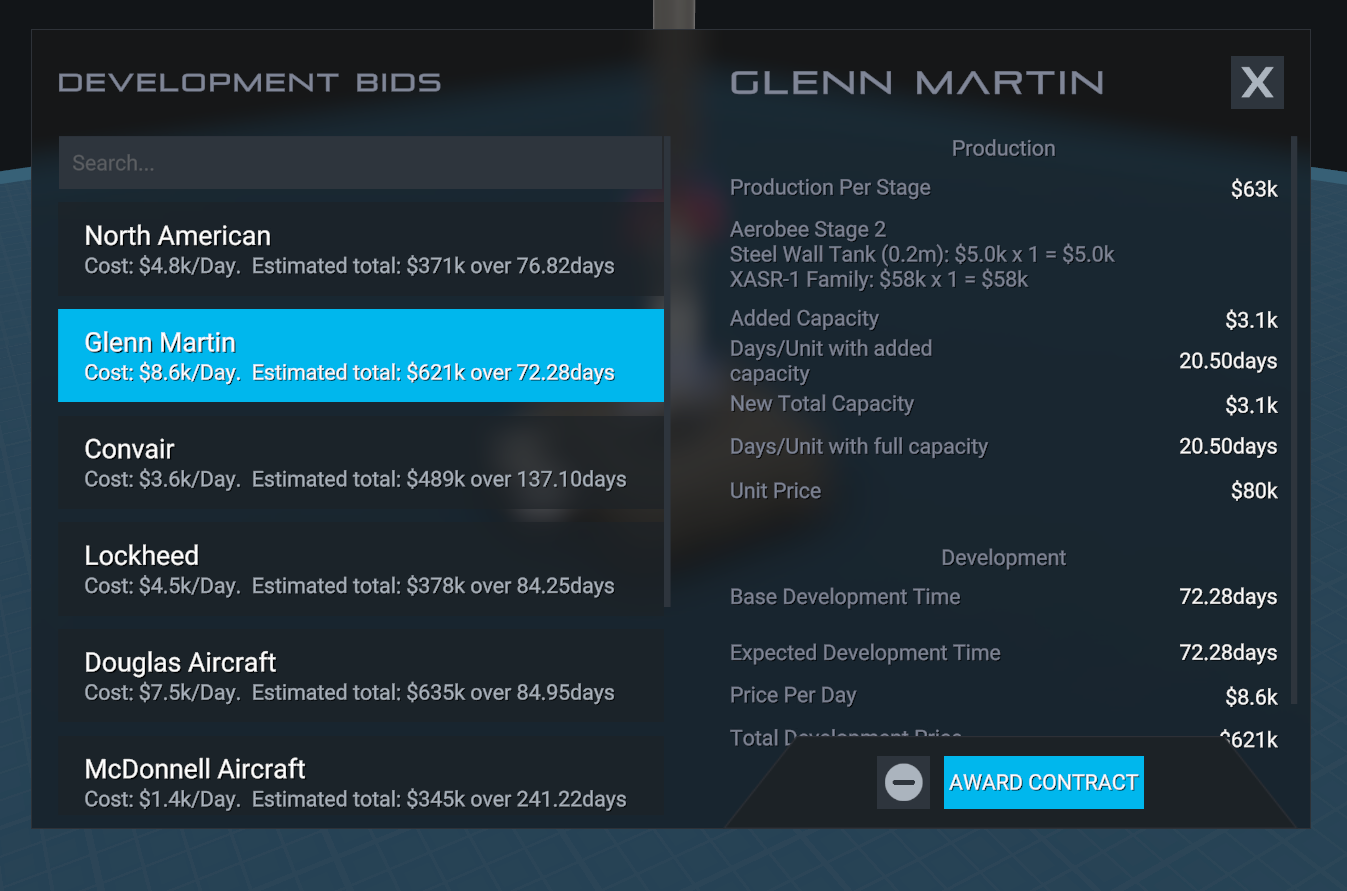 DEVELOPMENT BIDS
Search...
North American
Cost: $4.8k/Day. Estimated total: $371k over 76.82days
Glenn Martin
Cost: $8.6k/Day. Estimated total: $621k over 72.28days
Convair
Cost: $3.6k/Day. Estimated total: $489k over 137.10days
Lockheed
Cost: $4.5k/Day. Estimated total: $378k over 84.25days
Douglas Aircraft
Cost: $7.5k/Day. Estimated total: $635k over 84.95days
McDonnell Aircraft
Cost: $1.4k/Day. Estimated total: $345k over 241.22days
GLENN MARTIN
X
Production
Production Per Stage $63k
Aerobee Stage 2
Steel Wall Tank (0.2m): $5.0k x 1 = $5.0k
XASR-1 Family: $58k x 1 = $58k
Added Capacity $3.1k
Days/Unit with added
capacity 20.50days
New Total Capacity $3.1k
Days/Unit with full capacity 20.50days
Unit Price $80k
Development
Base Development Time 72.28days
Expected Development Time 72.28days
Price Per Day $8.6k
Total Development Price $621k
AWARD CONTRACT